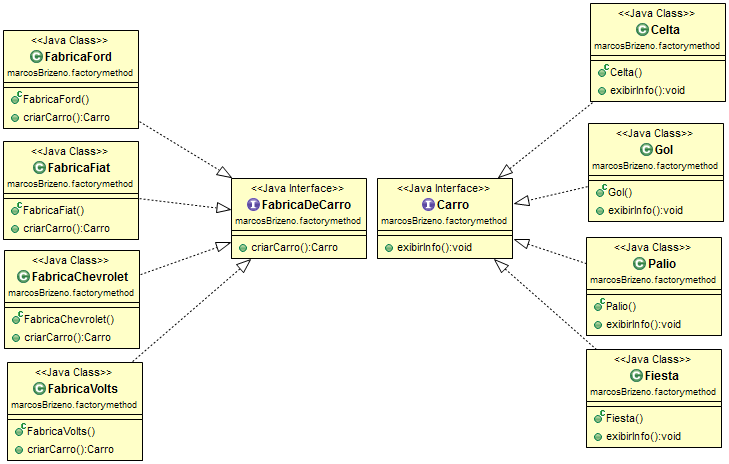 <<Java Class>>
FabricaFord
marcosBrizeno.factorymethod
FabricaFord()
criarCarro():Carro
<<Java Class>>
FabricaFiat
marcosBrizeno.factorymethod
FabricaFiat()
criarCarro():Carro
<<Java Class>>
FabricaChevrolet
marcosBrizeno.factorymethod
FabricaChevrolet()
criarCarro():Carro
<<Java Class>>
FabricaVolts
marcosBrizeno.factorymethod
FabricaVolts()
criarCarro():Carro
<<Java Interface>>
FabricaDeCarro
marcosBrizeno.factorymethod
criarCarro():Carro
<<Java Interface>>
Carro
marcosBrizeno.factorymethod
exibirInfo():void
<<Java Class>>
Celta
marcosBrizeno.factorymethod
Celta()
exibirInfo():void
<<Java Class>>
Gol
marcosBrizeno.factorymethod
Gol()
exibirInfo():void
<<Java Class>>
Palio
marcosBrizeno.factorymethod
Palio()
exibirInfo():void
<<Java Class>>
Fiesta
marcosBrizeno.factorymethod
Fiesta()
exibirInfo():void